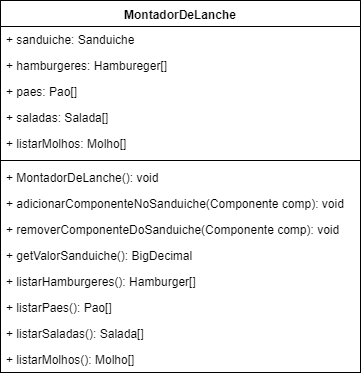 MontadorDeLanche
+ sanduiche: Sanduiche
+ hamburgeres: Hambureger[]
+ paes: Pao[]
+ saladas: Salada[]
+ listarMolhos: Molho[]
+ MontadorDeLanche(): void
+ adicionarComponenteNoSanduiche(Componente comp): void
+ removerComponenteDoSanduiche(Componente comp): void
+ getValorSanduiche(): BigDecimal
+ listarHamburgeres(): Hamburger[]
+ listarPaes(): Pao[]
+ listarSaladas(): Salada[]
+ listarMolhos(): Molho[]